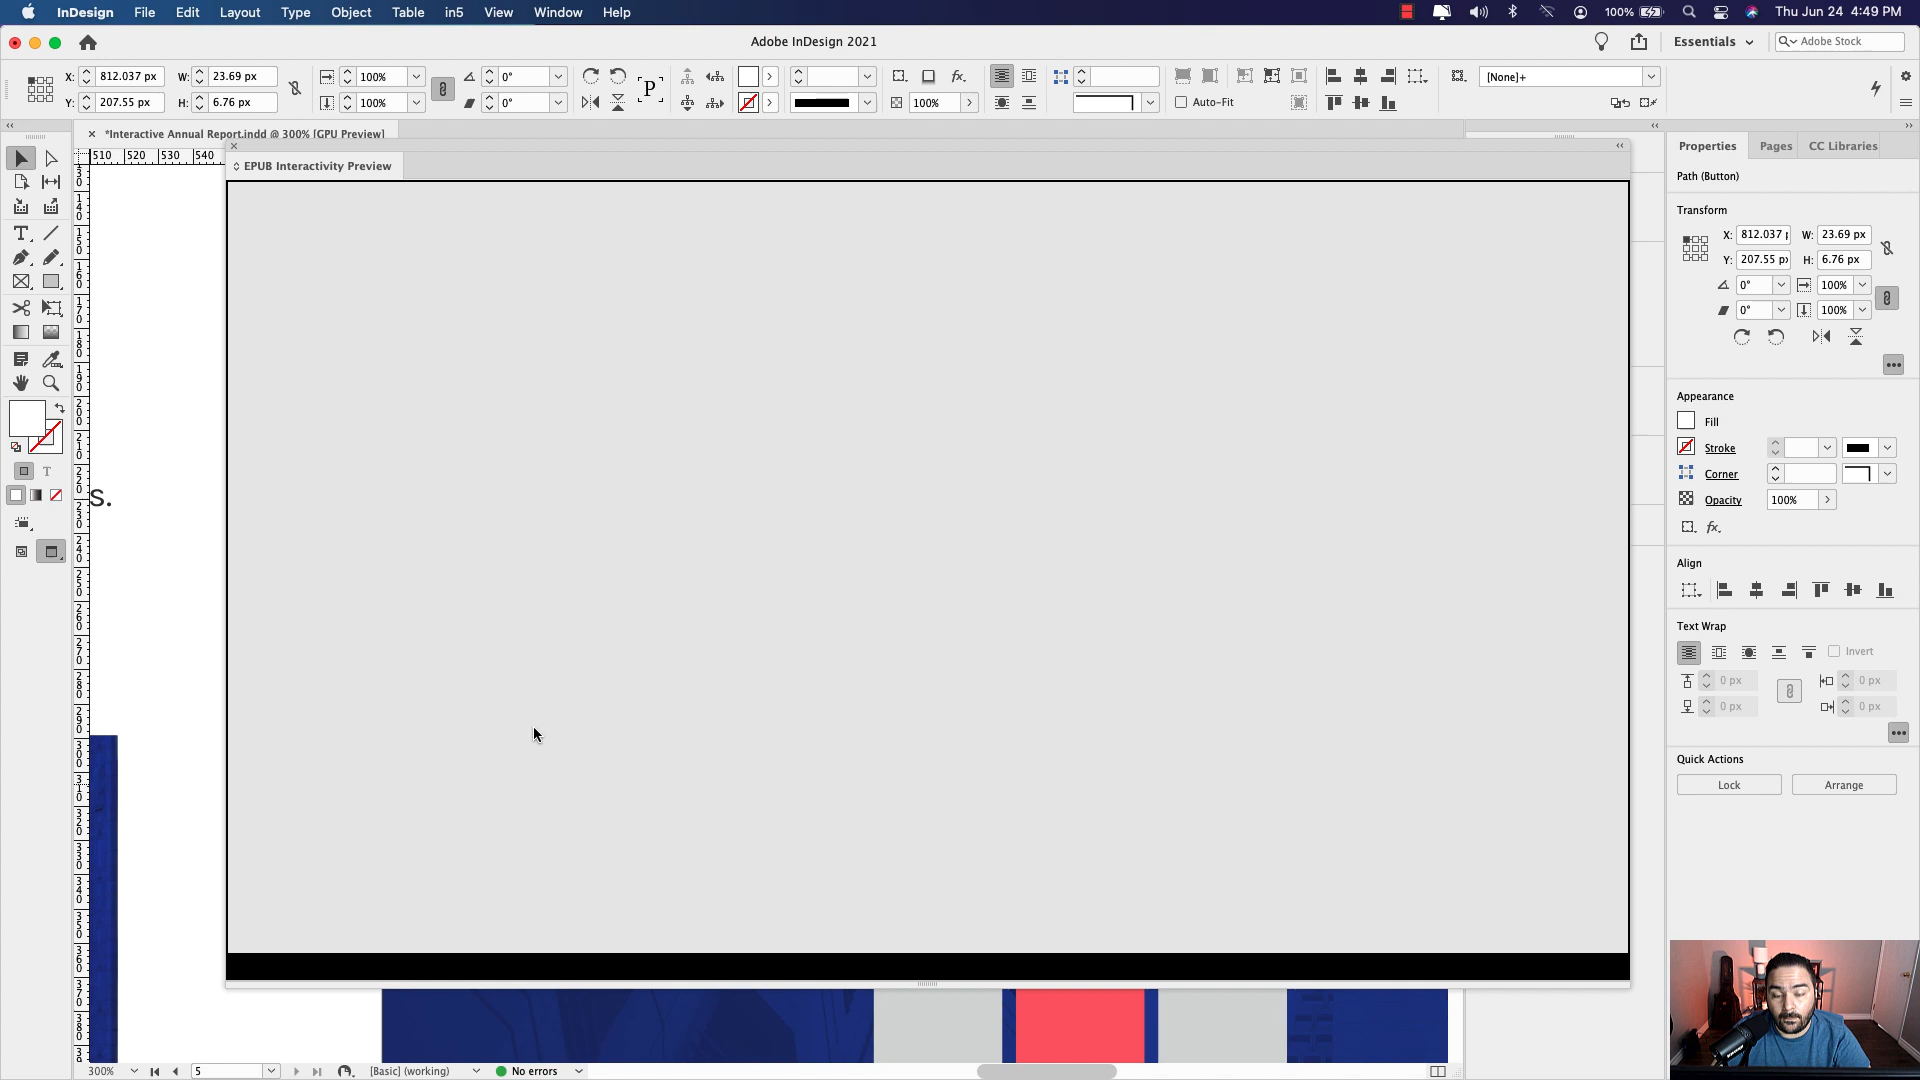 InDesign File Edit Layout Type Object Table in5 View Window Help 100% Thu Jun 24 4:49 PM
Adobe InDesign 2021 Essentials Adobe Stock
X: 812.037 px W: 23.69 px 100% 0° P [None]+
Y: 207.55 px H: 6.76 px 100% 0° 100% Auto-Fit
*Interactive Annual Report.indd @ 300% [GPU Preview]
510 520 530 540
EPUB Interactivity Preview
s.
Properties Pages CC Libraries
Path (Button)
Transform
X: 812.037 W: 23.69 px
Y: 207.55 px H: 6.76 px
0° 100%
0° 100%
Appearance
Fill
Stroke
Corner
Opacity 100%
fx.
Align
Text Wrap
Invert
0 px 0 px
0 px 0 px
Quick Actions
Lock Arrange
300% 5 [Basic] (working) No errors